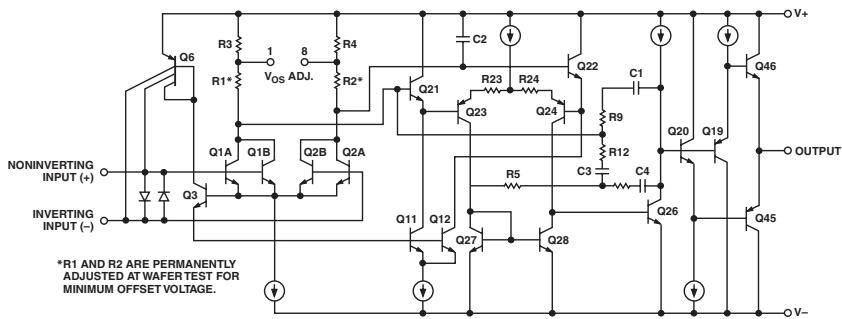 V+
Q6
R3
1
8
R4
C2
VOS ADJ.
R1*
R2*
Q21
R23
R24
Q22
C1
Q46
Q23
Q24
R9
Q20
Q19
NONINVERTING
INPUT (+)
Q1A
Q1B
Q2B
Q2A
R12
OUTPUT
C3
R5
C4
Q3
INVERTING
INPUT (–)
Q11
Q12
Q27
Q28
Q26
Q45
*R1 AND R2 ARE PERMANENTLY
ADJUSTED AT WAFER TEST FOR
MINIMUM OFFSET VOLTAGE.
V–